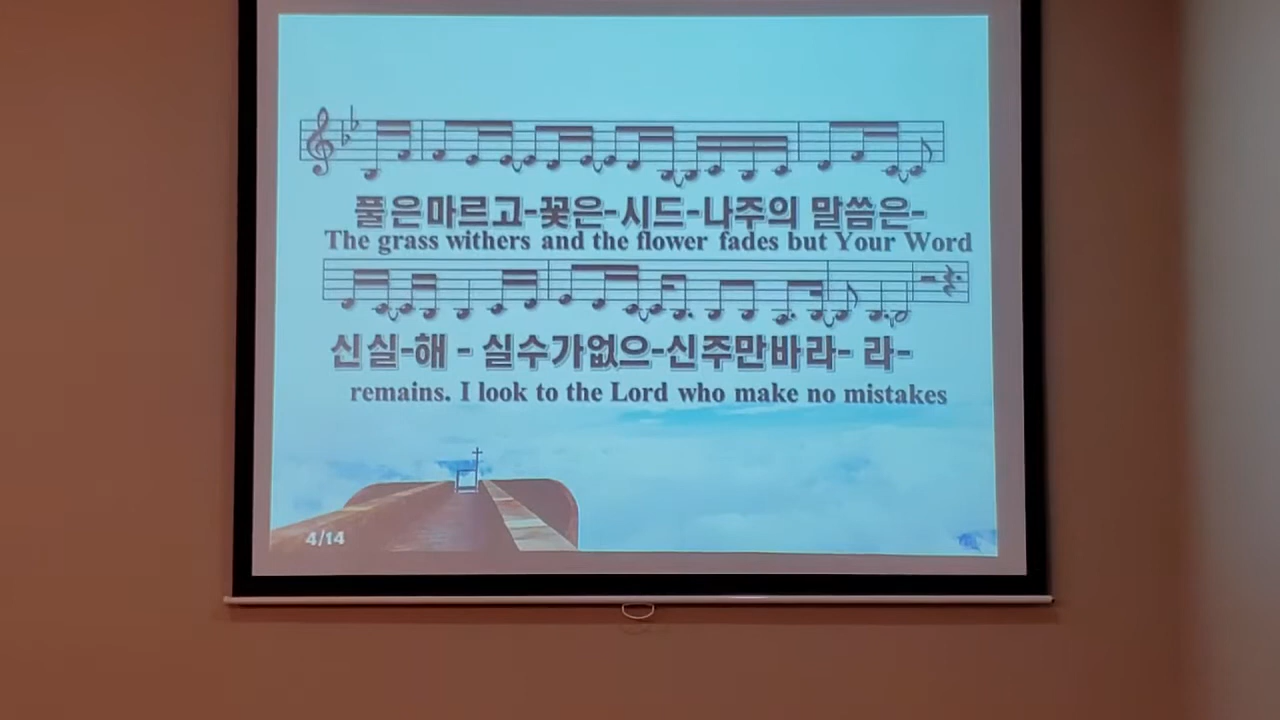 풀은마르고-꽃은-시드-나주의 말씀은-
The grass withers and the flower fades but Your Word
신실-해 - 실수가없으-신주만바라- 라-
remains. I look to the Lord who make no mistakes
4/14